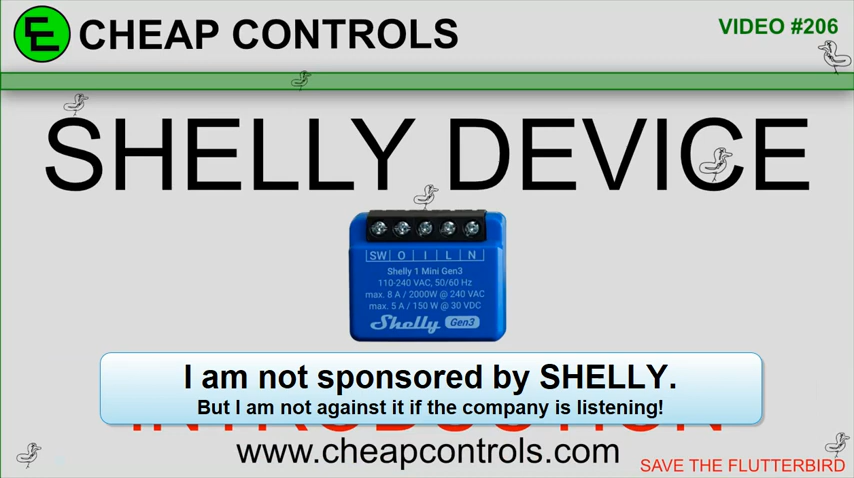 CHEAP CONTROLS
VIDEO #206
SHELLY DEVICE
SW O I L N
Shelly 1 Mini Gen3
110-240 VAC, 50/60 Hz
max. 8 A / 2000W @ 240 VAC
max. 5 A / 150 W @ 30 VDC
Shelly Gen3
I am not sponsored by SHELLY.
But I am not against it if the company is listening!
INTRODUCTION
www.cheapcontrols.com
SAVE THE FLUTTERBIRD